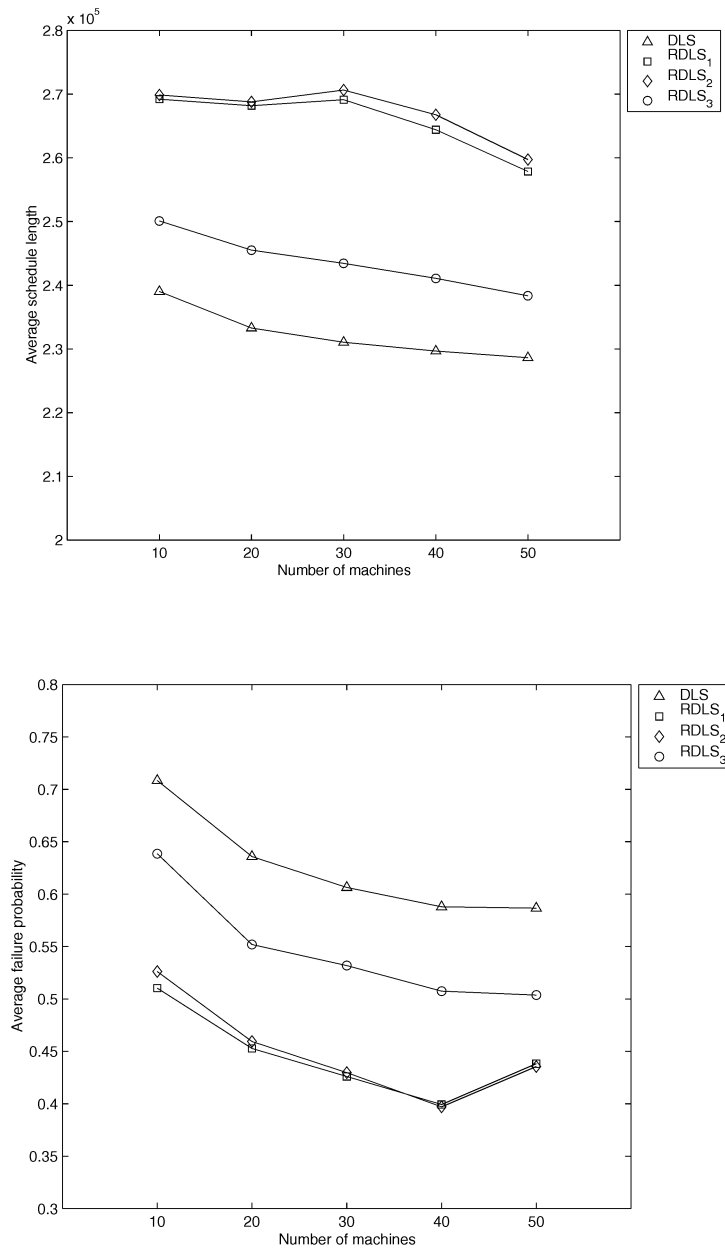 x 10⁵
2.8
2.7
2.6
2.5
2.4
2.3
2.2
2.1
2
Average schedule length
10 20 30 40 50
Number of machines
DLS
RDLS₁
RDLS₂
RDLS₃
0.8
0.75
0.7
0.65
0.6
0.55
0.5
0.45
0.4
0.35
0.3
Average failure probability
10 20 30 40 50
Number of machines
DLS
RDLS₁
RDLS₂
RDLS₃